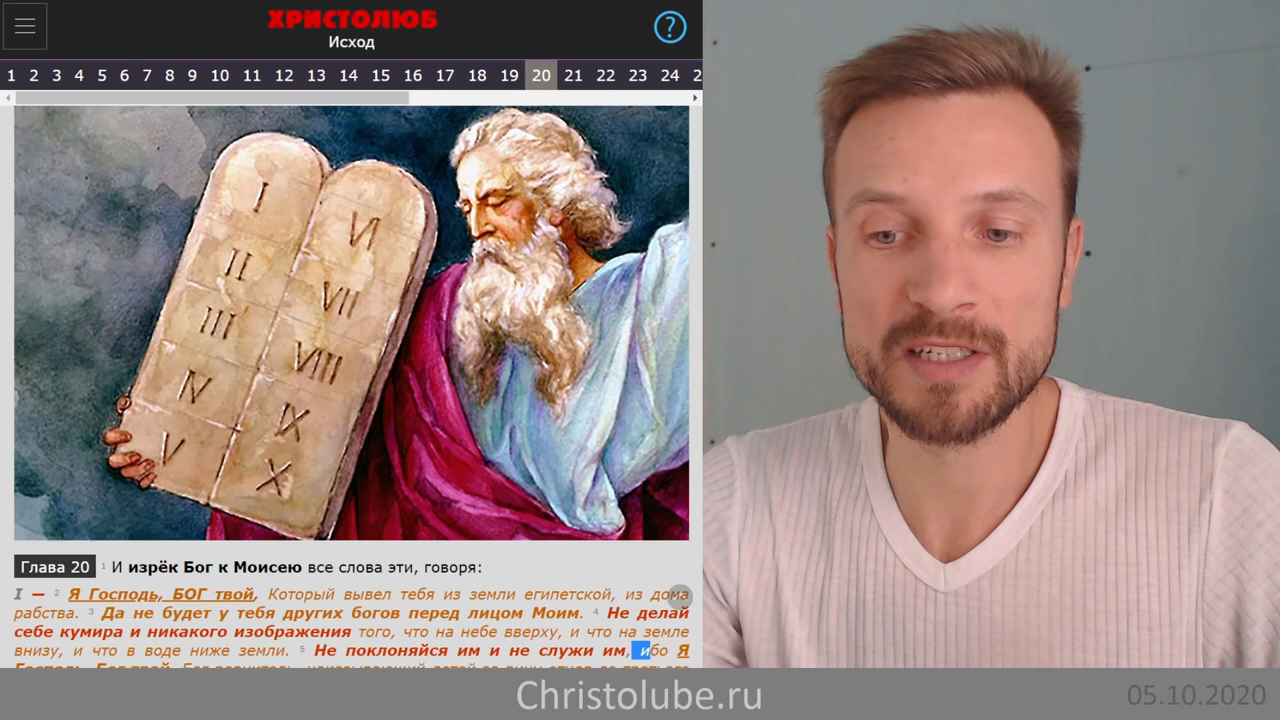 ХРИСТОЛЮБ
Исход
?
1 2 3 4 5 6 7 8 9 10 11 12 13 14 15 16 17 18 19 20 21 22 23 24 2
I VI
II VII
III VIII
IV IX
V X
Глава 20 1 И изрёк Бог к Моисею все слова эти, говоря:
I — 2 Я Господь, БОГ твой, Который вывел тебя из земли египетской, из дома
рабства. 3 Да не будет у тебя других богов перед лицом Моим. 4 Не делай
себе кумира и никакого изображения того, что на небе вверху, и что на земле
внизу, и что в воде ниже земли. 5 Не поклоняйся им и не служи им, ибо Я
Christolube.ru
05.10.2020